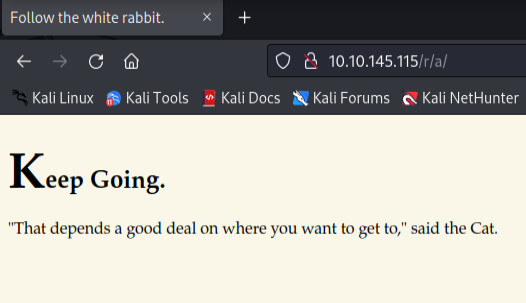 Follow the white rabbit.
10.10.145.115/r/a/
Kali Linux Kali Tools Kali Docs Kali Forums Kali NetHunter
Keep Going.
"That depends a good deal on where you want to get to," said the Cat.